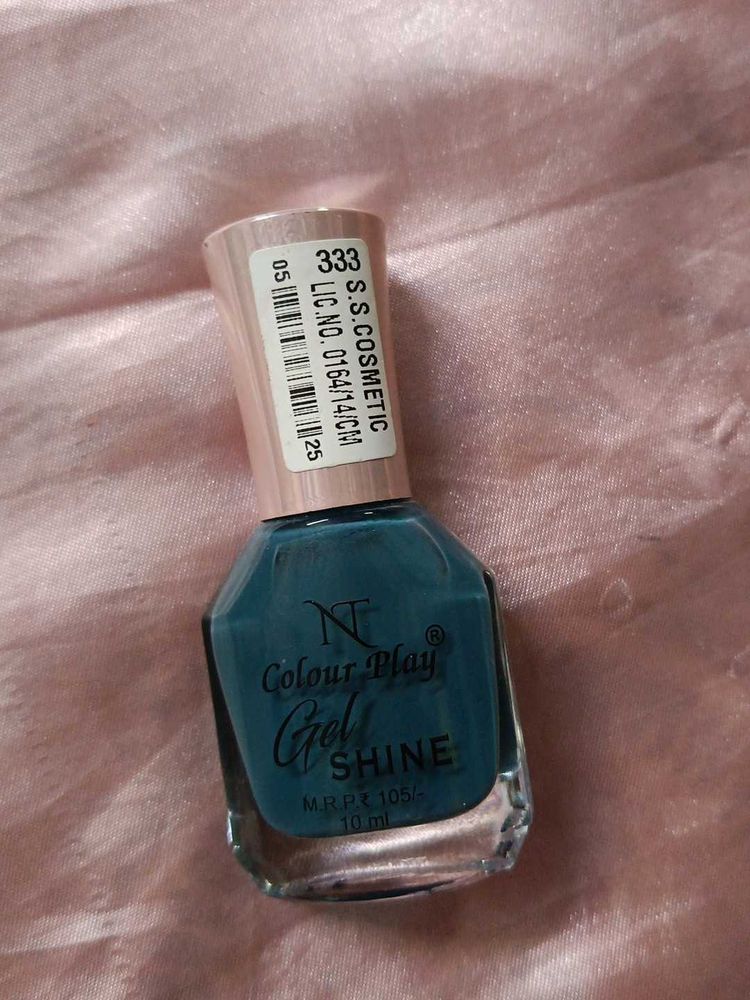 333
S.S.COSMETIC
LIC.NO. 0164/14/CM
05 25
NT
Colour Play®
Gel
SHINE
M.R.P.₹ 105/-
10 ml